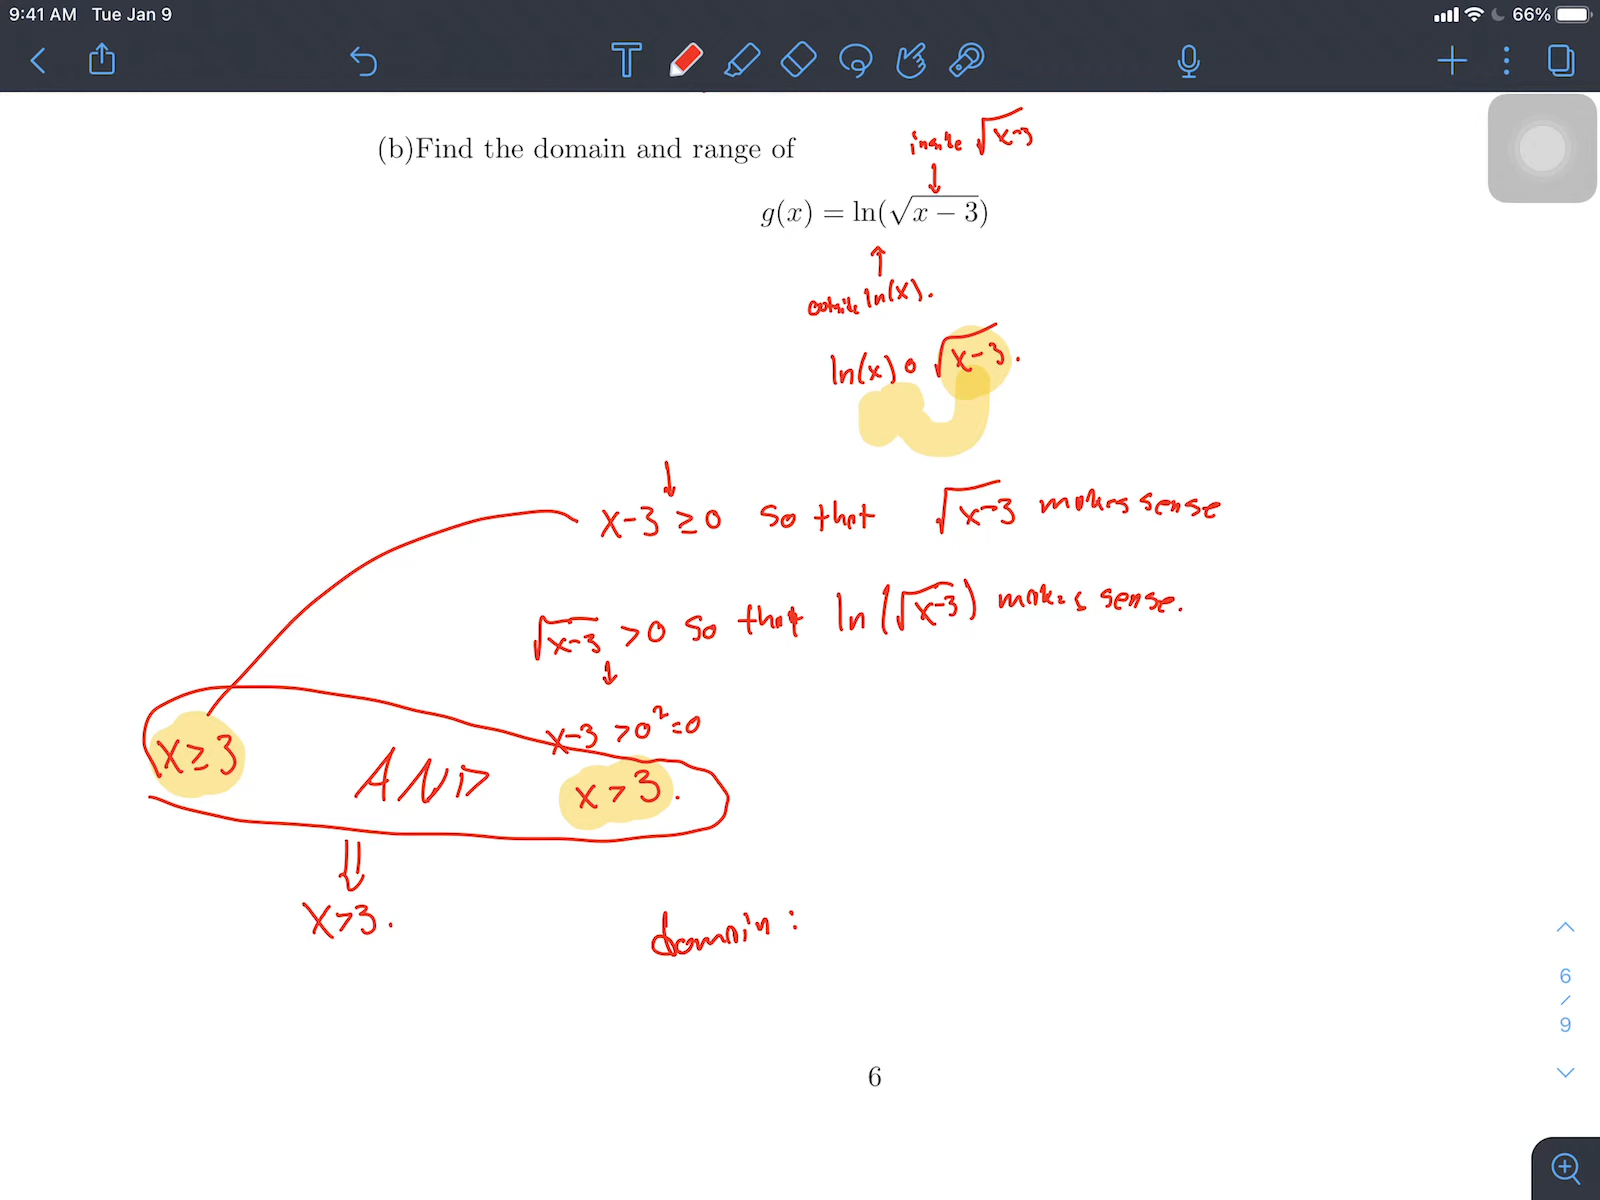 9:41 AM Tue Jan 9
66%
inside √x-3
(b)Find the domain and range of
g(x) = ln(√x − 3)
outside ln(x).
ln(x) ∘ √x-3.
x-3 ≥ 0 so that √x-3 makes sense
√x-3 > 0 so that ln(√x-3) makes sense.
x-3 > 0² = 0
x ≥ 3 AND x > 3.
⇓
x > 3.
domain:
6
/
9
6